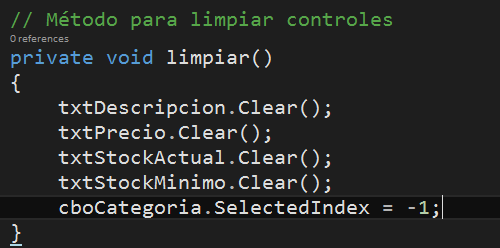 // Método para limpiar controles
0 references
private void limpiar()
{
    txtDescripcion.Clear();
    txtPrecio.Clear();
    txtStockActual.Clear();
    txtStockMinimo.Clear();
    cboCategoria.SelectedIndex = -1;
}